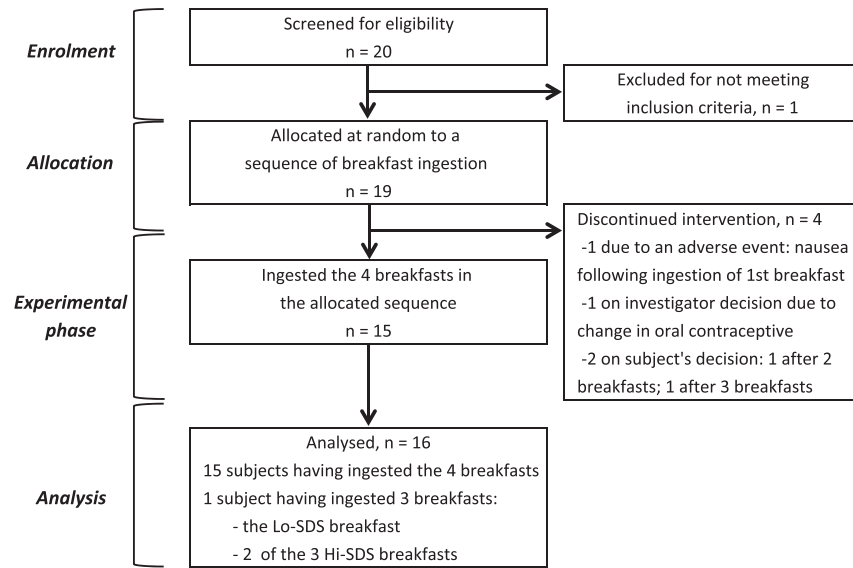 Enrolment
Screened for eligibility
n = 20
Excluded for not meeting
inclusion criteria, n = 1
Allocation
Allocated at random to a
sequence of breakfast ingestion
n = 19
Discontinued intervention, n = 4
-1 due to an adverse event: nausea
following ingestion of 1st breakfast
-1 on investigator decision due to
change in oral contraceptive
-2 on subject's decision: 1 after 2
breakfasts; 1 after 3 breakfasts
Experimental
phase
Ingested the 4 breakfasts in
the allocated sequence
n = 15
Analysis
Analysed, n = 16
15 subjects having ingested the 4 breakfasts
1 subject having ingested 3 breakfasts:
- the Lo-SDS breakfast
- 2 of the 3 Hi-SDS breakfasts